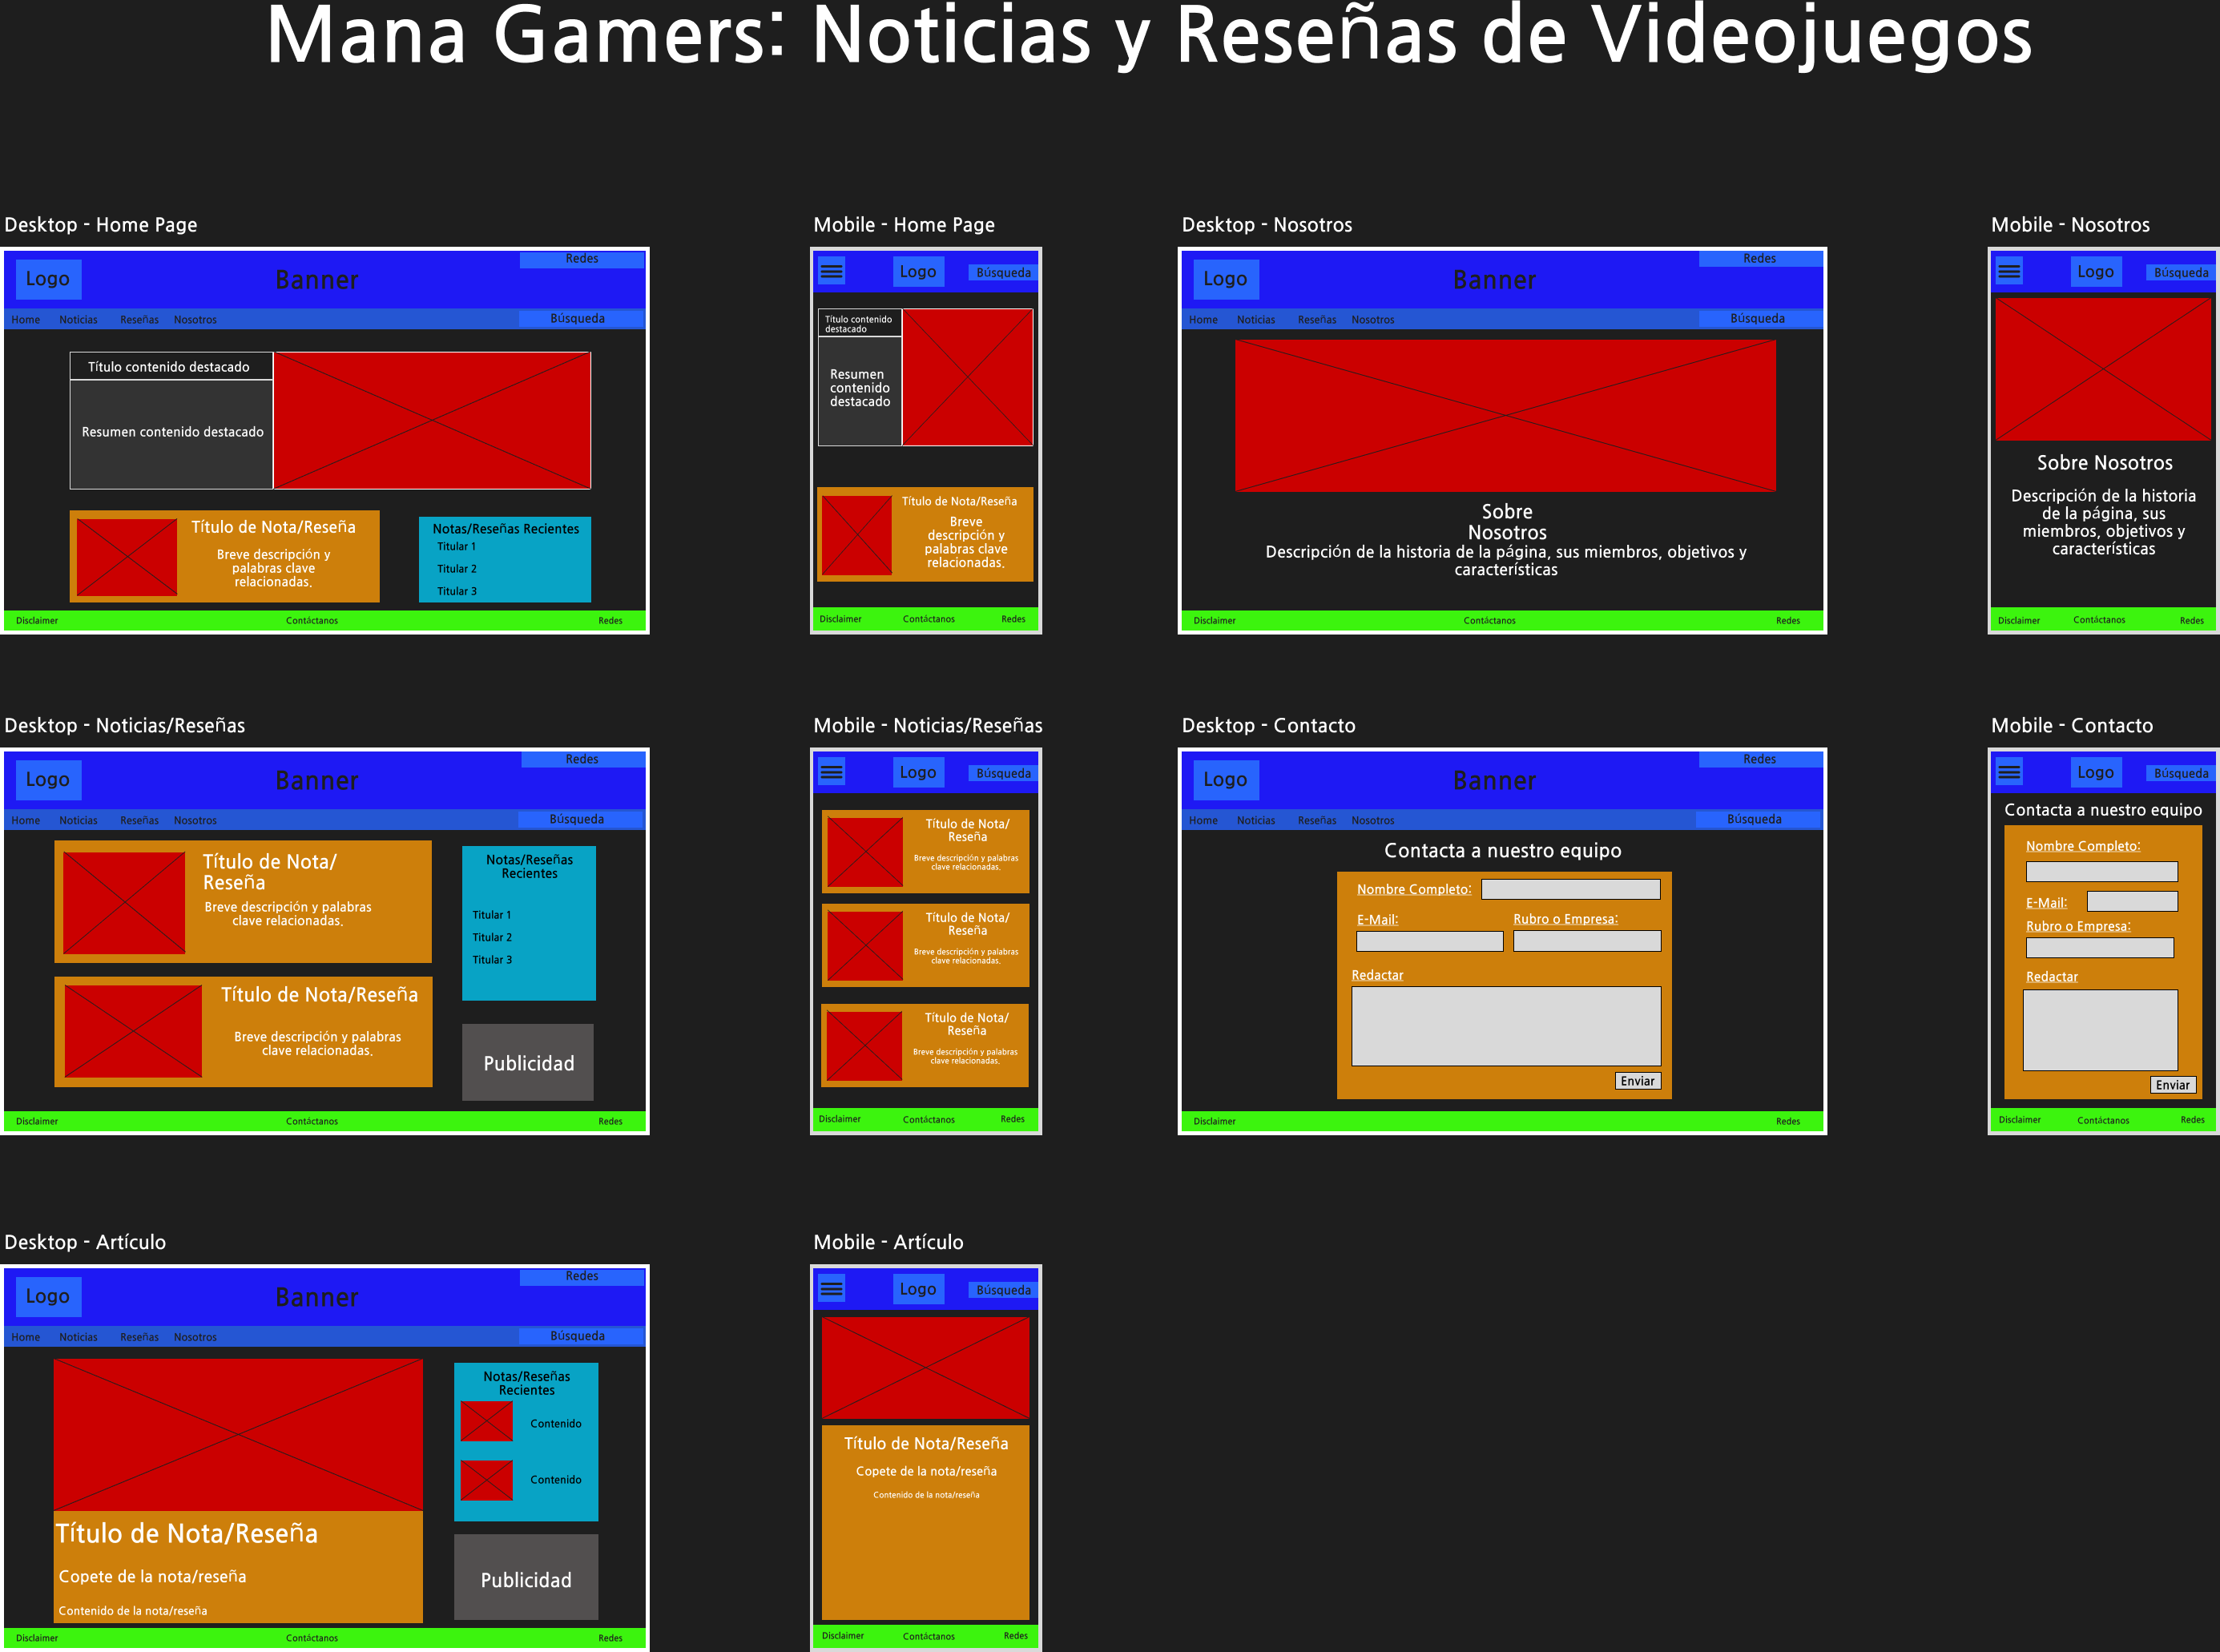 Mana Gamers: Noticias y Reseñas de Videojuegos
Desktop - Home Page
Redes
Logo
Banner
Home Noticias Reseñas Nosotros Búsqueda
Título contenido destacado
Resumen contenido destacado
Título de Nota/Reseña
Breve descripción y
palabras clave
relacionadas.
Notas/Reseñas Recientes
Titular 1
Titular 2
Titular 3
Disclaimer Contáctanos Redes
Mobile - Home Page
Logo Búsqueda
Título contenido
destacado
Resumen
contenido
destacado
Título de Nota/Reseña
Breve
descripción y
palabras clave
relacionadas.
Disclaimer Contáctanos Redes
Desktop - Nosotros
Redes
Logo
Banner
Home Noticias Reseñas Nosotros Búsqueda
Sobre
Nosotros
Descripción de la historia de la página, sus miembros, objetivos y
características
Disclaimer Contáctanos Redes
Mobile - Nosotros
Logo Búsqueda
Sobre Nosotros
Descripción de la historia
de la página, sus
miembros, objetivos y
características
Disclaimer Contáctanos Redes
Desktop - Noticias/Reseñas
Redes
Logo
Banner
Home Noticias Reseñas Nosotros Búsqueda
Título de Nota/
Reseña
Breve descripción y palabras
clave relacionadas.
Título de Nota/Reseña
Breve descripción y palabras
clave relacionadas.
Notas/Reseñas
Recientes
Titular 1
Titular 2
Titular 3
Publicidad
Disclaimer Contáctanos Redes
Mobile - Noticias/Reseñas
Logo Búsqueda
Título de Nota/
Reseña
Breve descripción y palabras
clave relacionadas.
Título de Nota/
Reseña
Breve descripción y palabras
clave relacionadas.
Título de Nota/
Reseña
Breve descripción y palabras
clave relacionadas.
Disclaimer Contáctanos Redes
Desktop - Contacto
Redes
Logo
Banner
Home Noticias Reseñas Nosotros Búsqueda
Contacta a nuestro equipo
Nombre Completo:
E-Mail: Rubro o Empresa:
Redactar
Enviar
Disclaimer Redes
Mobile - Contacto
Logo Búsqueda
Contacta a nuestro equipo
Nombre Completo:
E-Mail:
Rubro o Empresa:
Redactar
Enviar
Disclaimer Contáctanos Redes
Desktop - Artículo
Redes
Logo
Banner
Home Noticias Reseñas Nosotros Búsqueda
Título de Nota/Reseña
Copete de la nota/reseña
Contenido de la nota/reseña
Notas/Reseñas
Recientes
Contenido
Contenido
Publicidad
Disclaimer Contáctanos Redes
Mobile - Artículo
Logo Búsqueda
Título de Nota/Reseña
Copete de la nota/reseña
Contenido de la nota/reseña
Disclaimer Contáctanos Redes